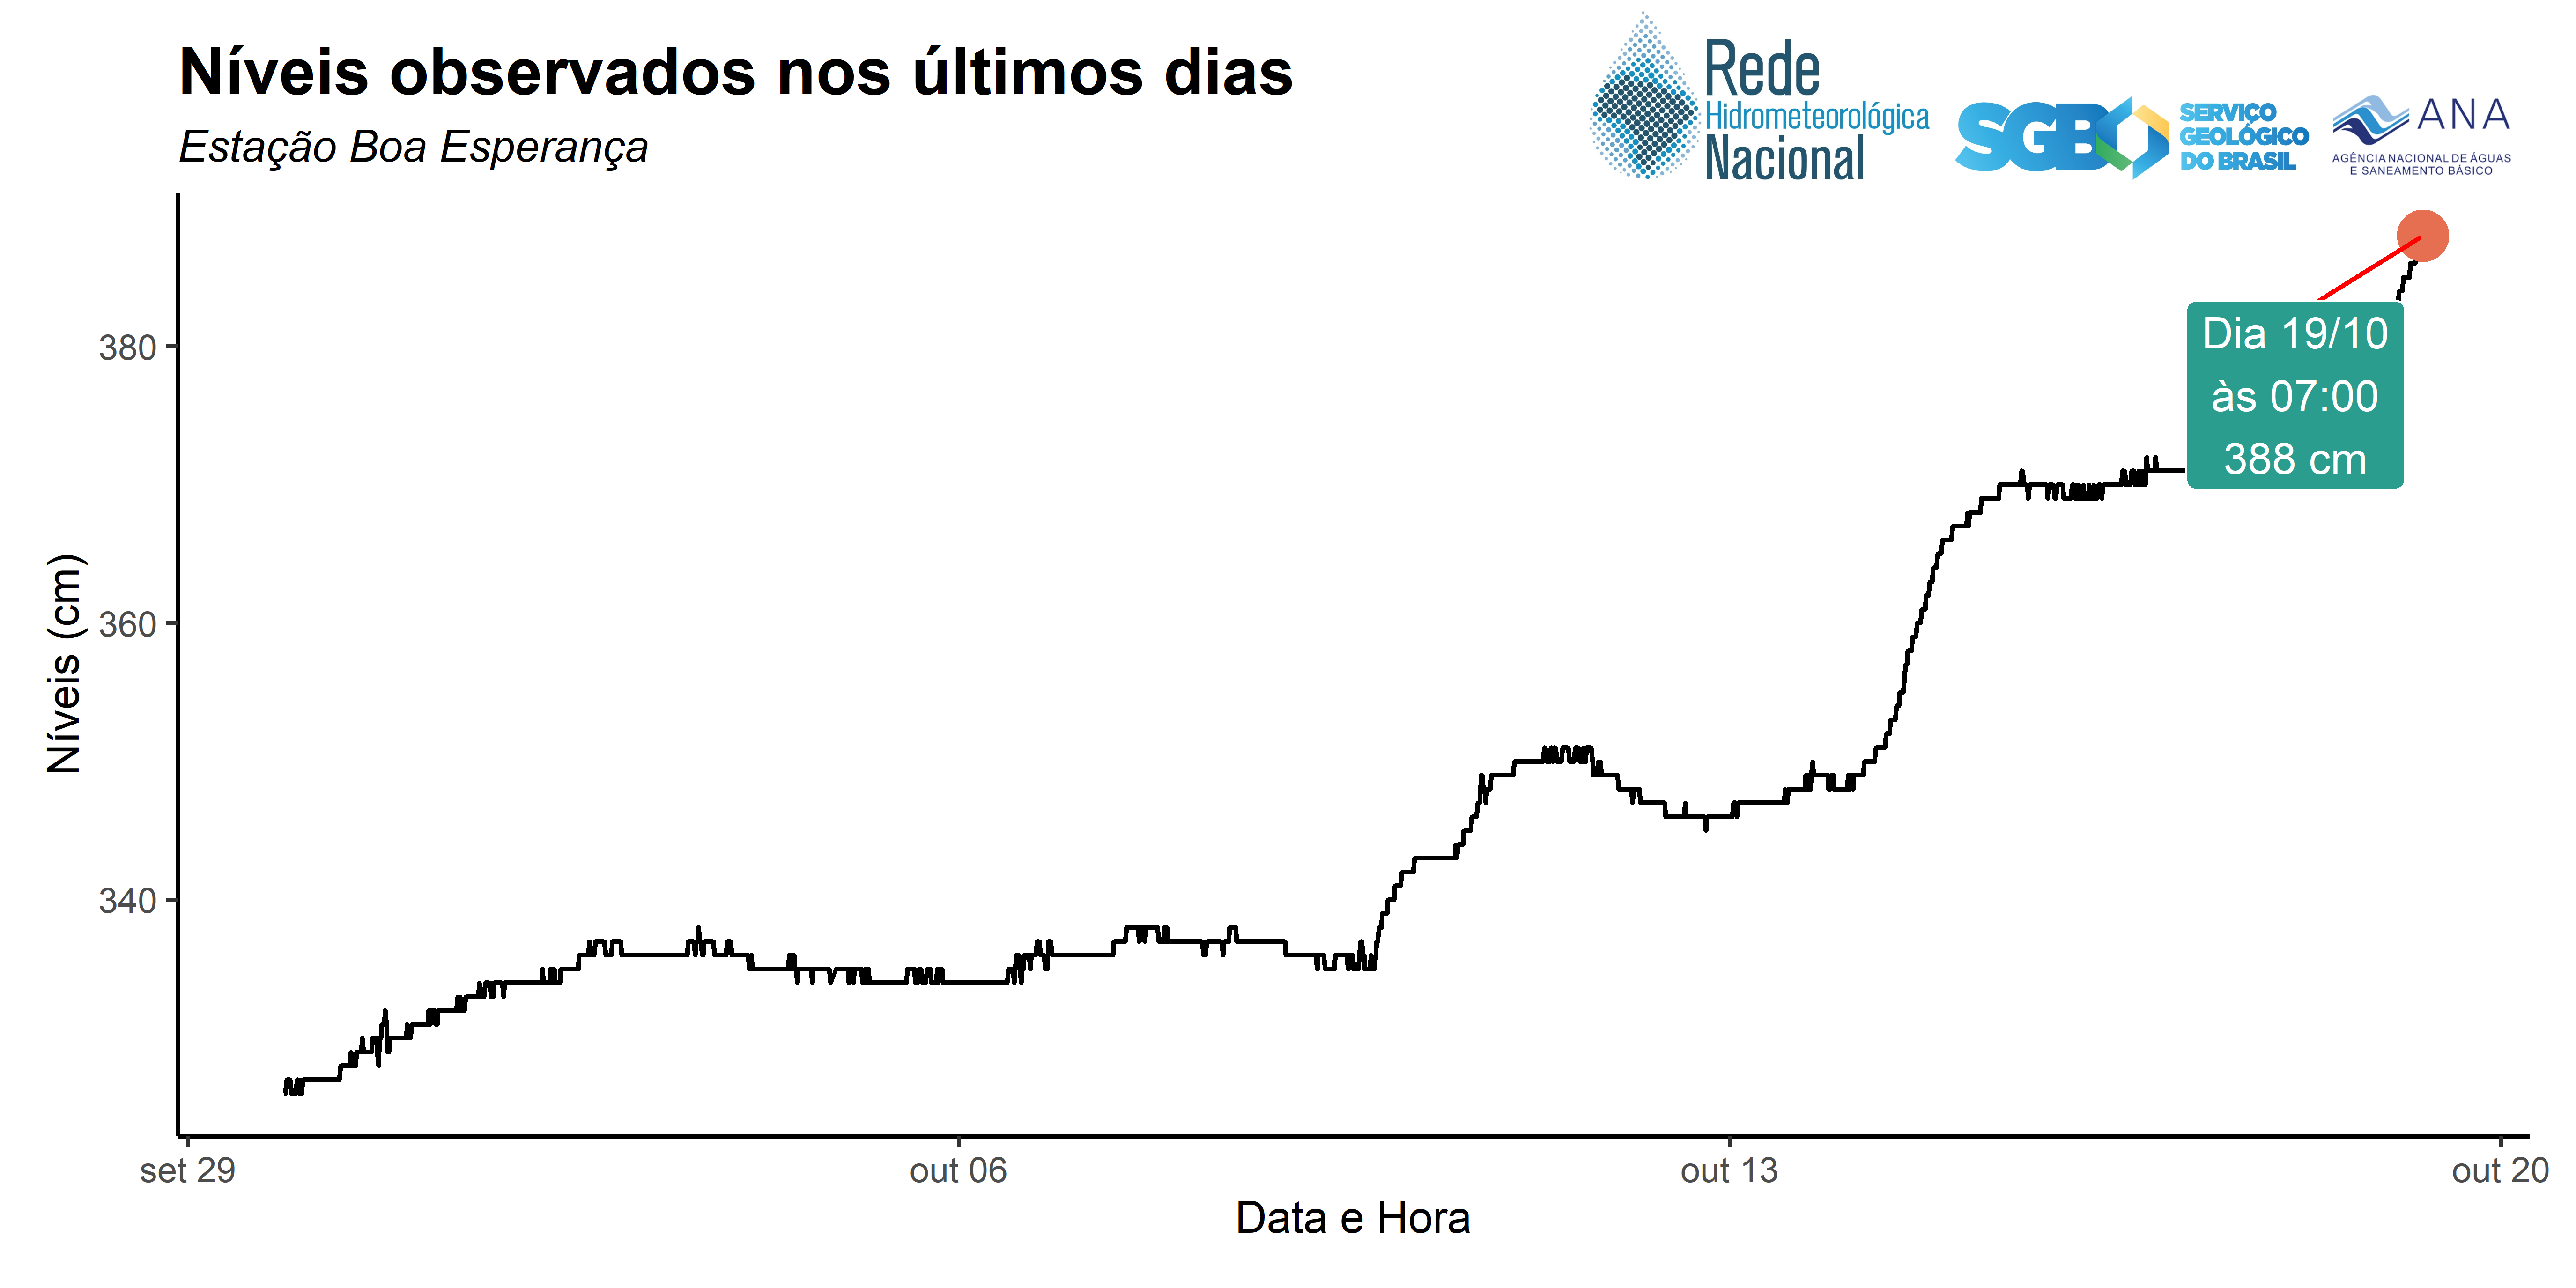 Níveis observados nos últimos dias
Estação Boa Esperança
Rede
Hidrometeorológica
Nacional
SGB
SERVIÇO
GEOLÓGICO
DO BRASIL
ANA
AGÊNCIA NACIONAL DE ÁGUAS
E SANEAMENTO BÁSICO
Dia 19/10
às 07:00
388 cm
380
360
340
Níveis (cm)
set 29
out 06
out 13
out 20
Data e Hora